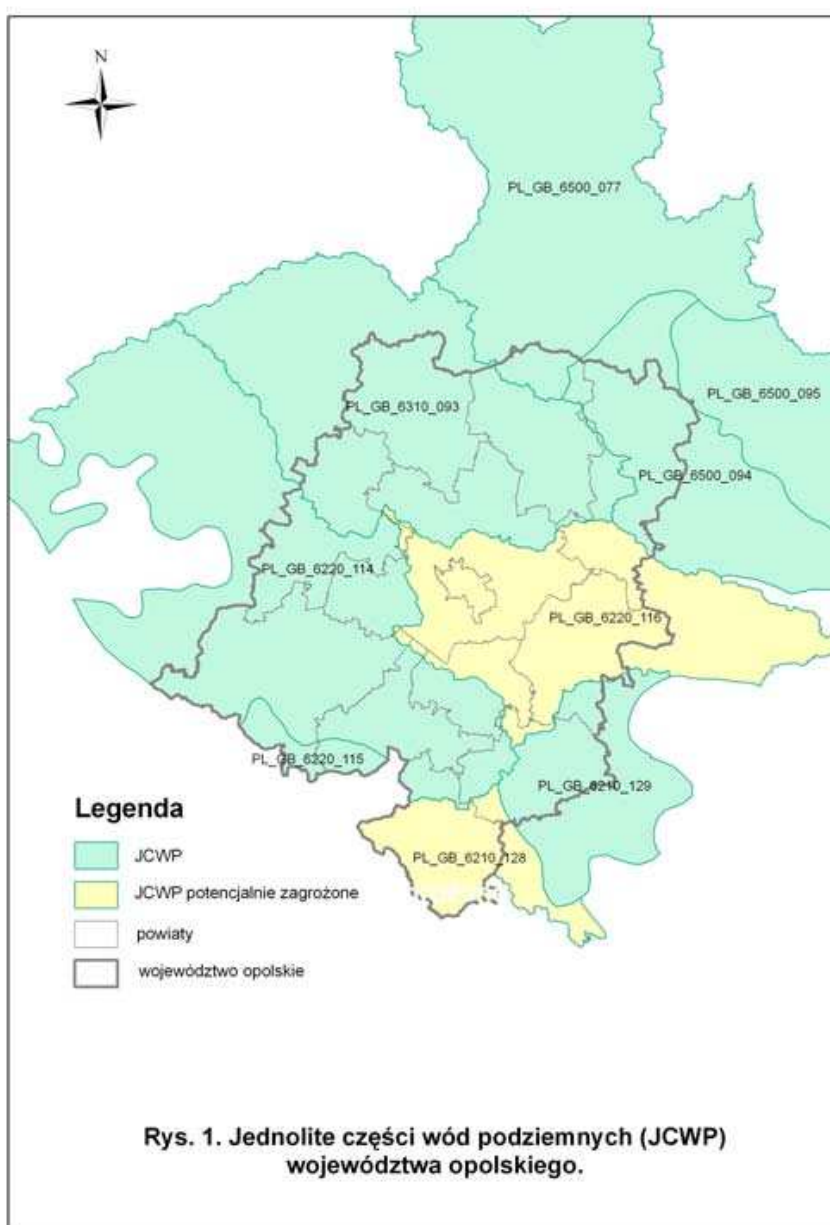 N
PL_GB_6500_077
PL_GB_6500_095
PL_GB_6310_093
PL_GB_6500_094
PL_GB_6220_114
PL_GB_6220_116
PL_GB_6220_115
PL_GB_6210_129
PL_GB_6210_128
Legenda
JCWP
JCWP potencjalnie zagrożone
powiaty
województwo opolskie
Rys. 1. Jednolite części wód podziemnych (JCWP)
województwa opolskiego.